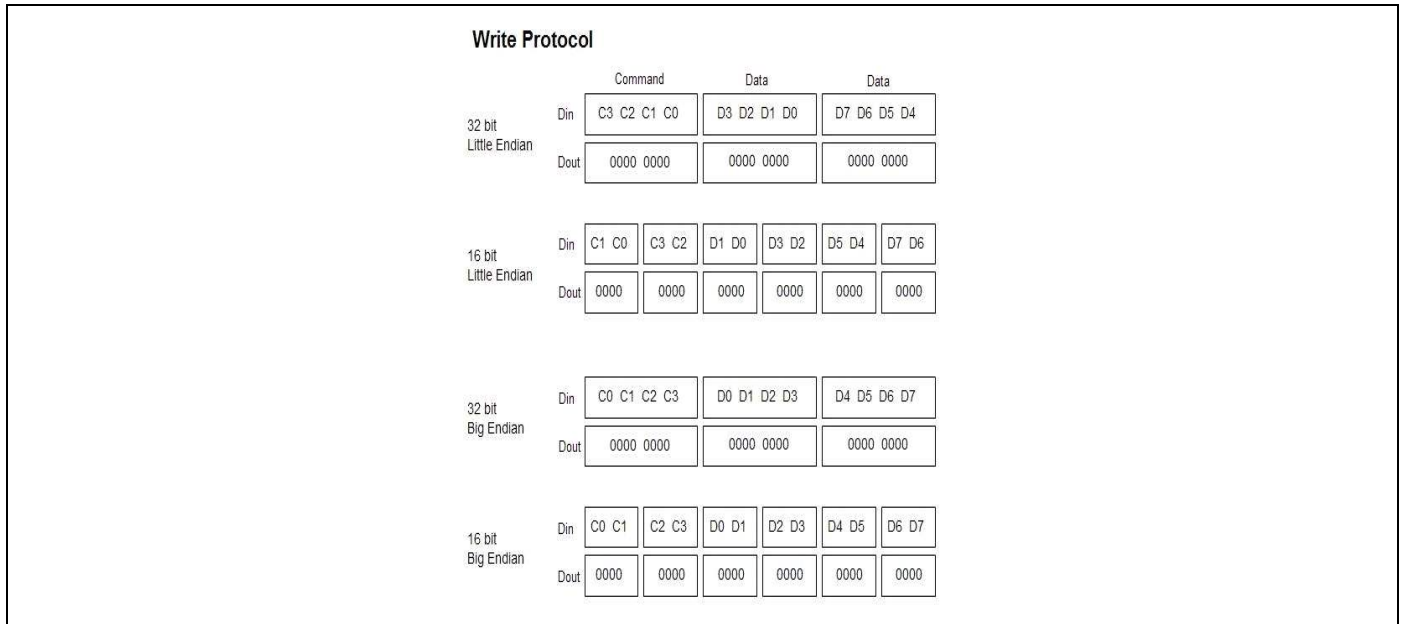 Write Protocol
Command Data Data
32 bit
Little Endian
Din C3 C2 C1 C0 D3 D2 D1 D0 D7 D6 D5 D4
Dout 0000 0000 0000 0000 0000 0000
16 bit
Little Endian
Din C1 C0 C3 C2 D1 D0 D3 D2 D5 D4 D7 D6
Dout 0000 0000 0000 0000 0000 0000
32 bit
Big Endian
Din C0 C1 C2 C3 D0 D1 D2 D3 D4 D5 D6 D7
Dout 0000 0000 0000 0000 0000 0000
16 bit
Big Endian
Din C0 C1 C2 C3 D0 D1 D2 D3 D4 D5 D6 D7
Dout 0000 0000 0000 0000 0000 0000